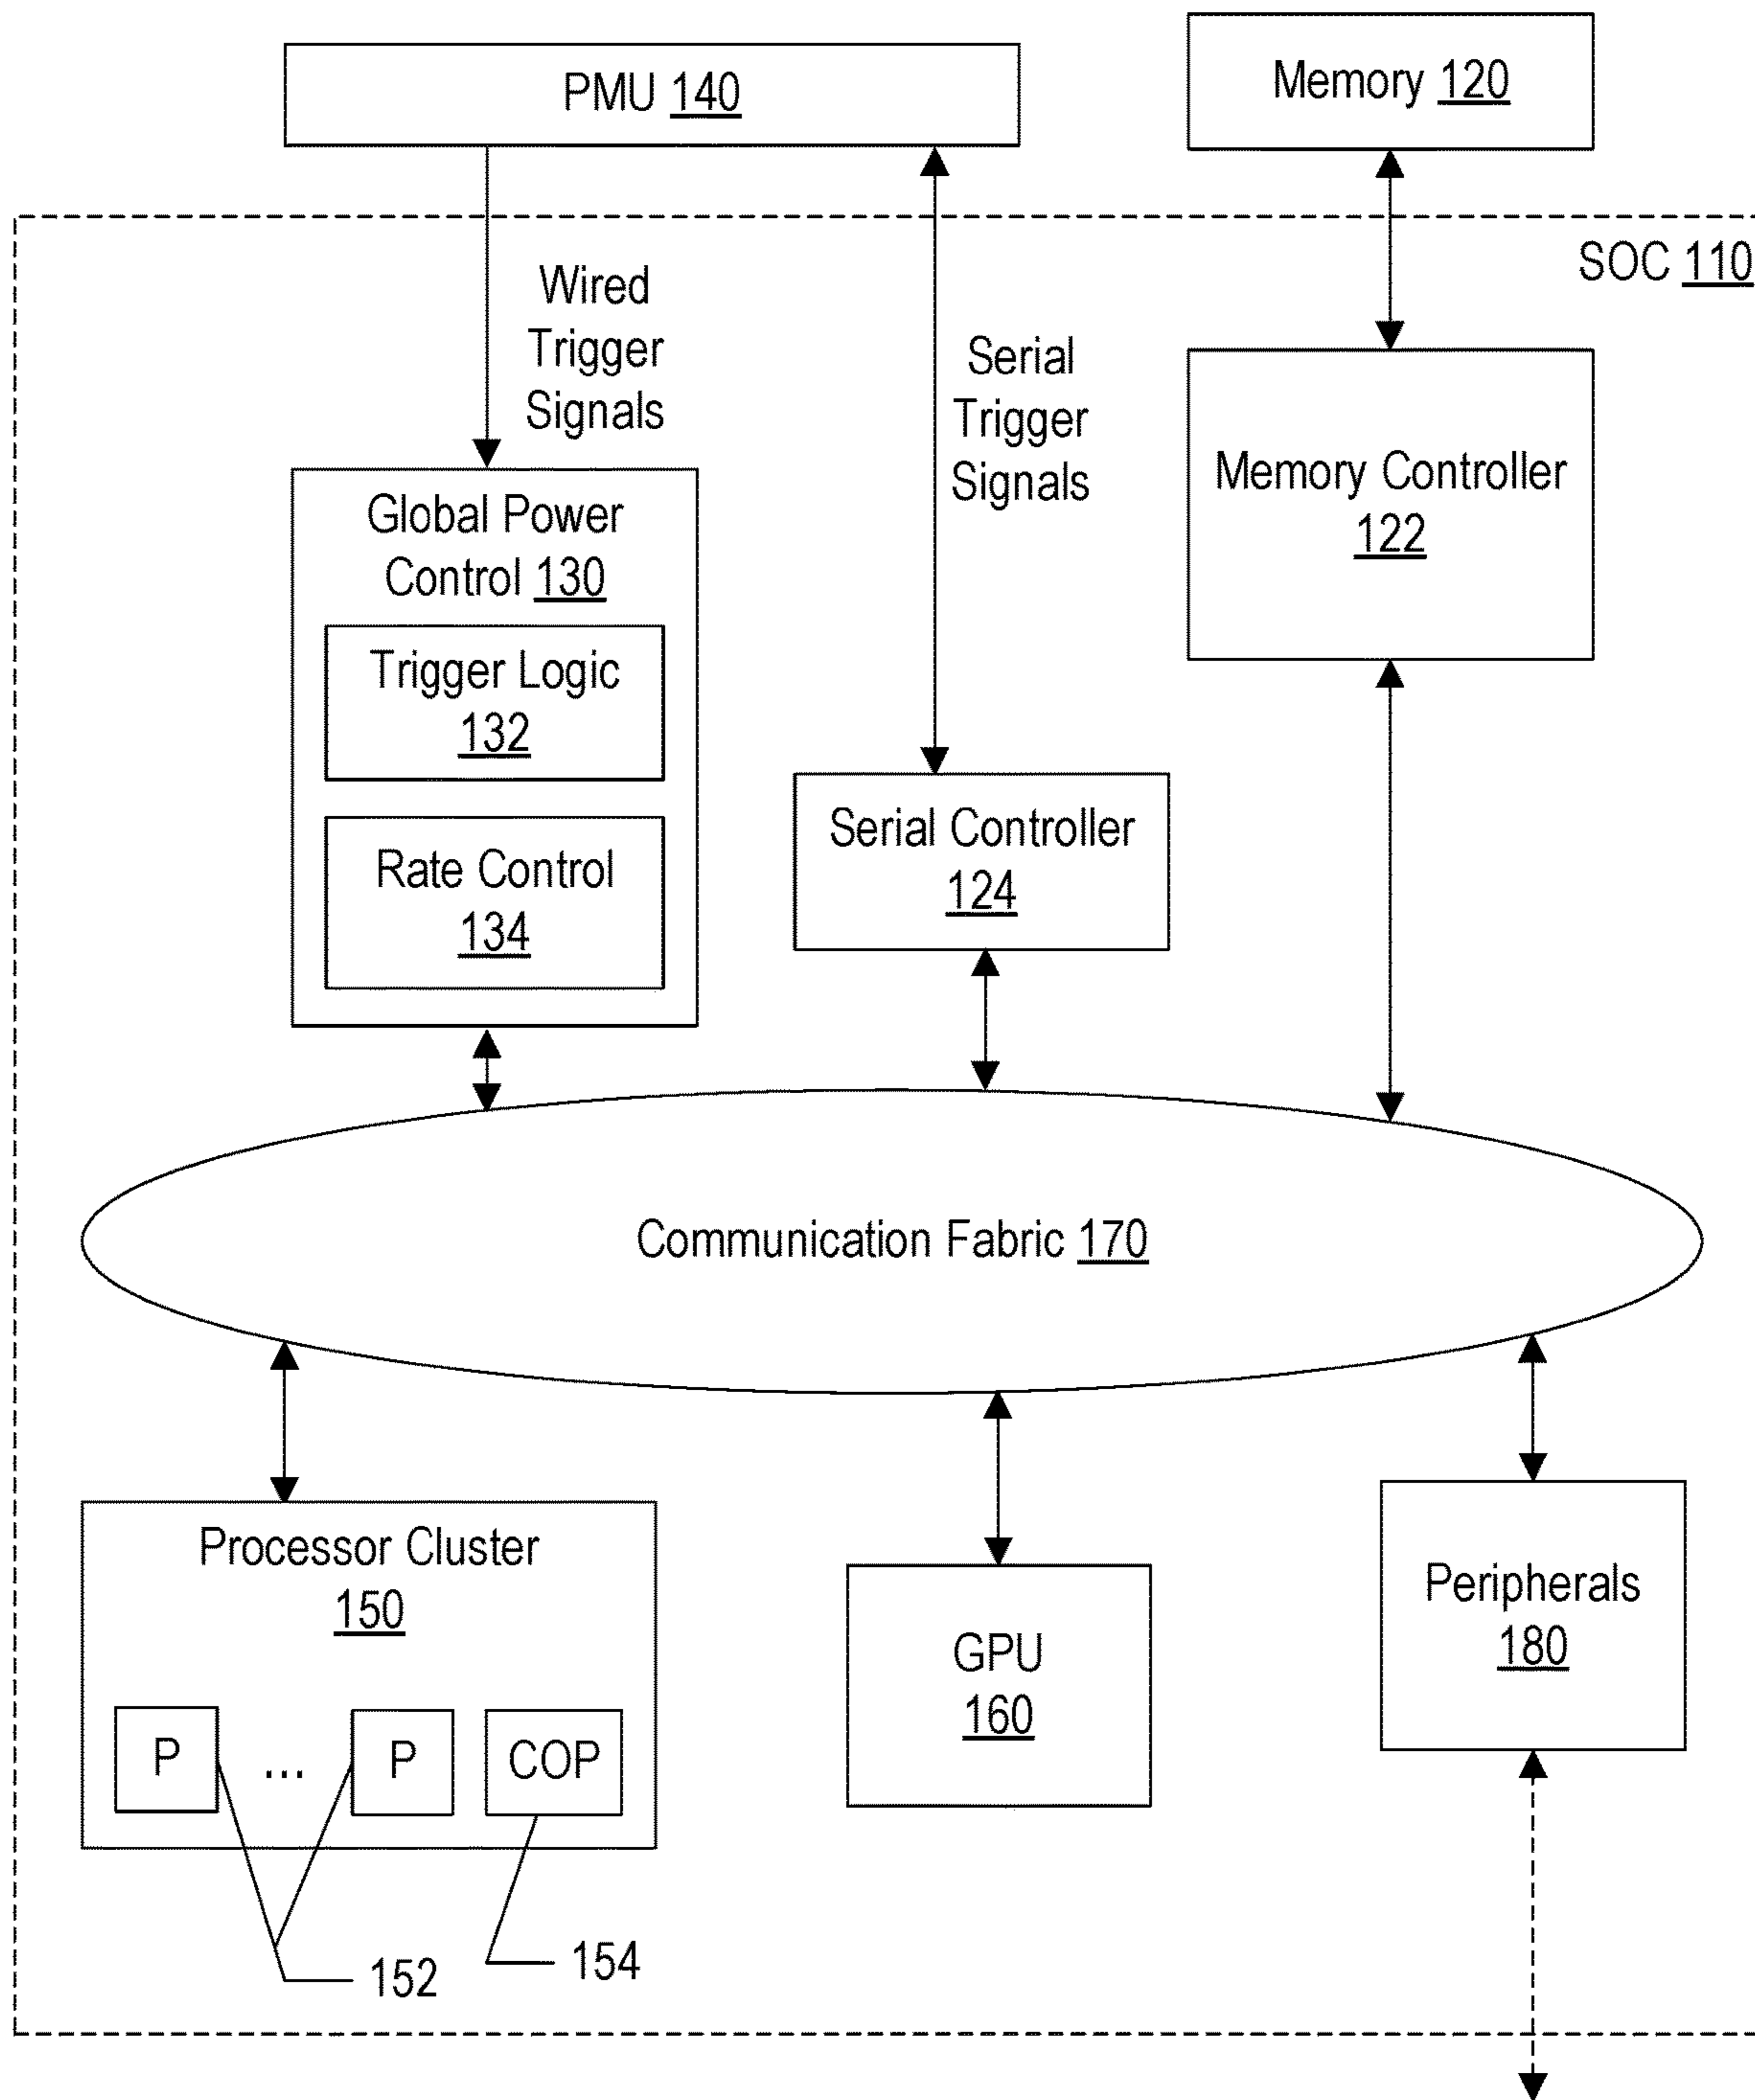 PMU 140
Memory 120
SOC 110
Wired
Trigger
Signals
Serial
Trigger
Signals
Memory Controller
122
Global Power
Control 130
Trigger Logic
132
Rate Control
134
Serial Controller
124
Communication Fabric 170
Processor Cluster
150
P
...
P
COP
152
154
GPU
160
Peripherals
180